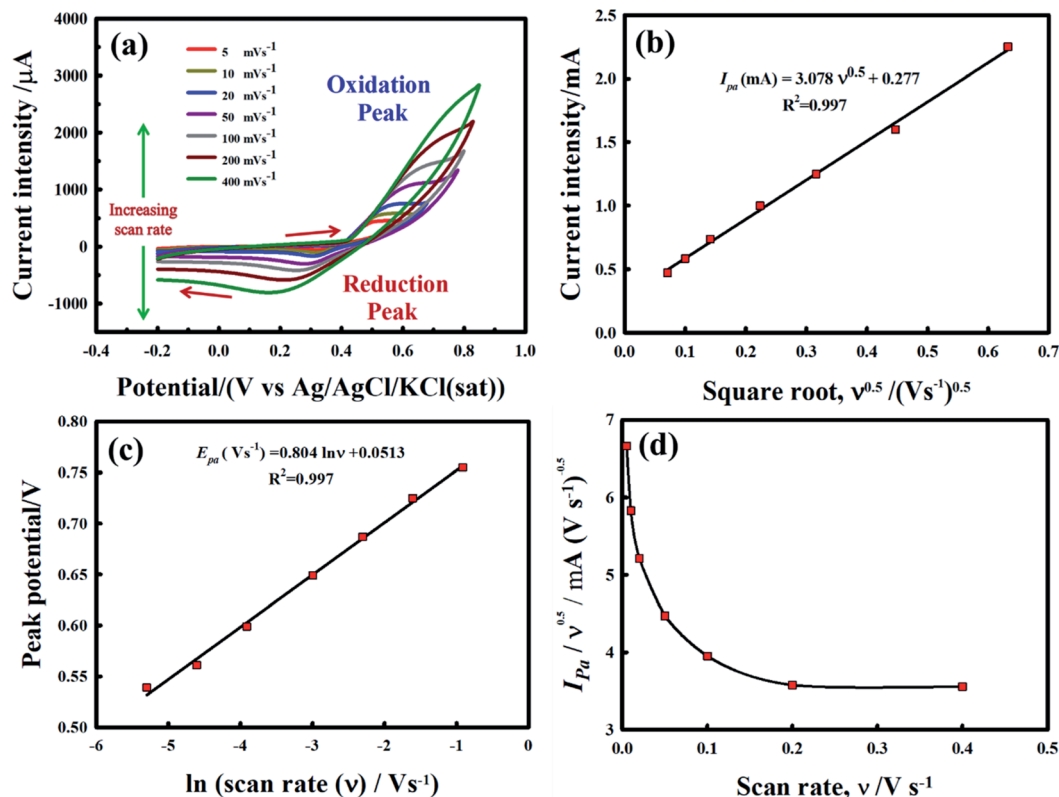 (a)
4000
3000
2000
1000
0
-1000
Current intensity /µA
5 mVs⁻¹
10 mVs⁻¹
20 mVs⁻¹
50 mVs⁻¹
100 mVs⁻¹
200 mVs⁻¹
400 mVs⁻¹
Oxidation
Peak
Increasing
scan rate
Reduction
Peak
-0.4 -0.2 0.0 0.2 0.4 0.6 0.8 1.0
Potential/(V vs Ag/AgCl/KCl(sat))
(b)
2.5
2.0
1.5
1.0
0.5
0.0
Current intensity/mA
Ipa (mA) = 3.078 ν⁰·⁵ + 0.277
R²=0.997
0.0 0.1 0.2 0.3 0.4 0.5 0.6 0.7
Square root, ν⁰·⁵ /(Vs⁻¹)⁰·⁵
(c)
0.80
0.75
0.70
0.65
0.60
0.55
0.50
Peak potential/V
Epa ( Vs⁻¹) =0.804 lnν +0.0513
R²=0.997
-6 -5 -4 -3 -2 -1 0
ln (scan rate (ν) / Vs⁻¹)
(d)
7
6
5
4
3
IPa / ν⁰·⁵ / mA (V s⁻¹)⁻⁰·⁵
0.0 0.1 0.2 0.3 0.4 0.5
Scan rate, ν /V s⁻¹